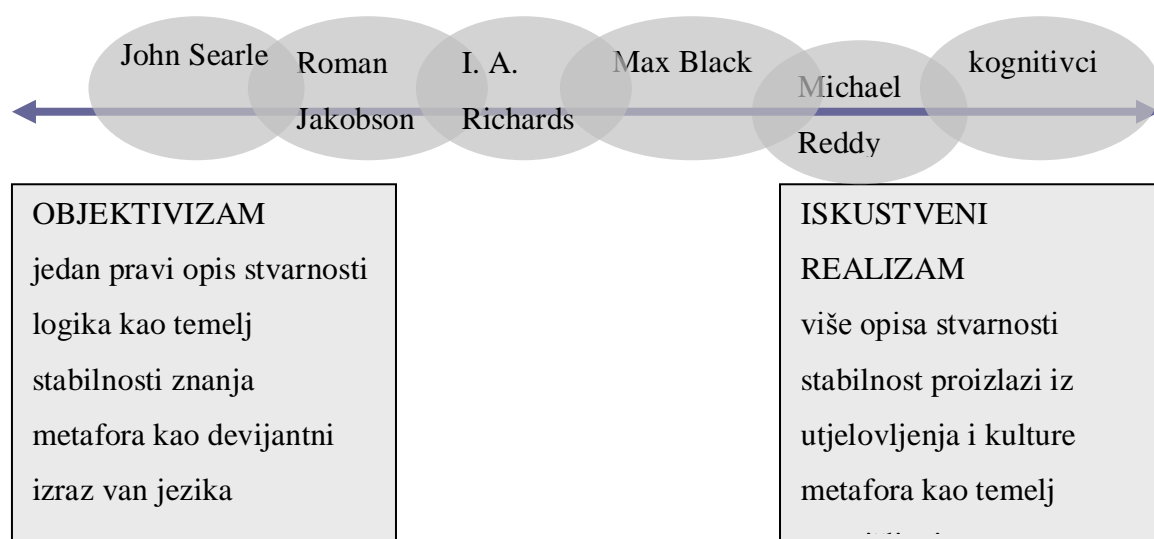 John Searle
Roman
Jakobson
I. A.
Richards
Max Black
Michael
Reddy
kognitivci
OBJEKTIVIZAM
jedan pravi opis stvarnosti
logika kao temelj
stabilnosti znanja
metafora kao devijantni
izraz van jezika
ISKUSTVENI
REALIZAM
više opisa stvarnosti
stabilnost proizlazi iz
utjelovljenja i kulture
metafora kao temelj